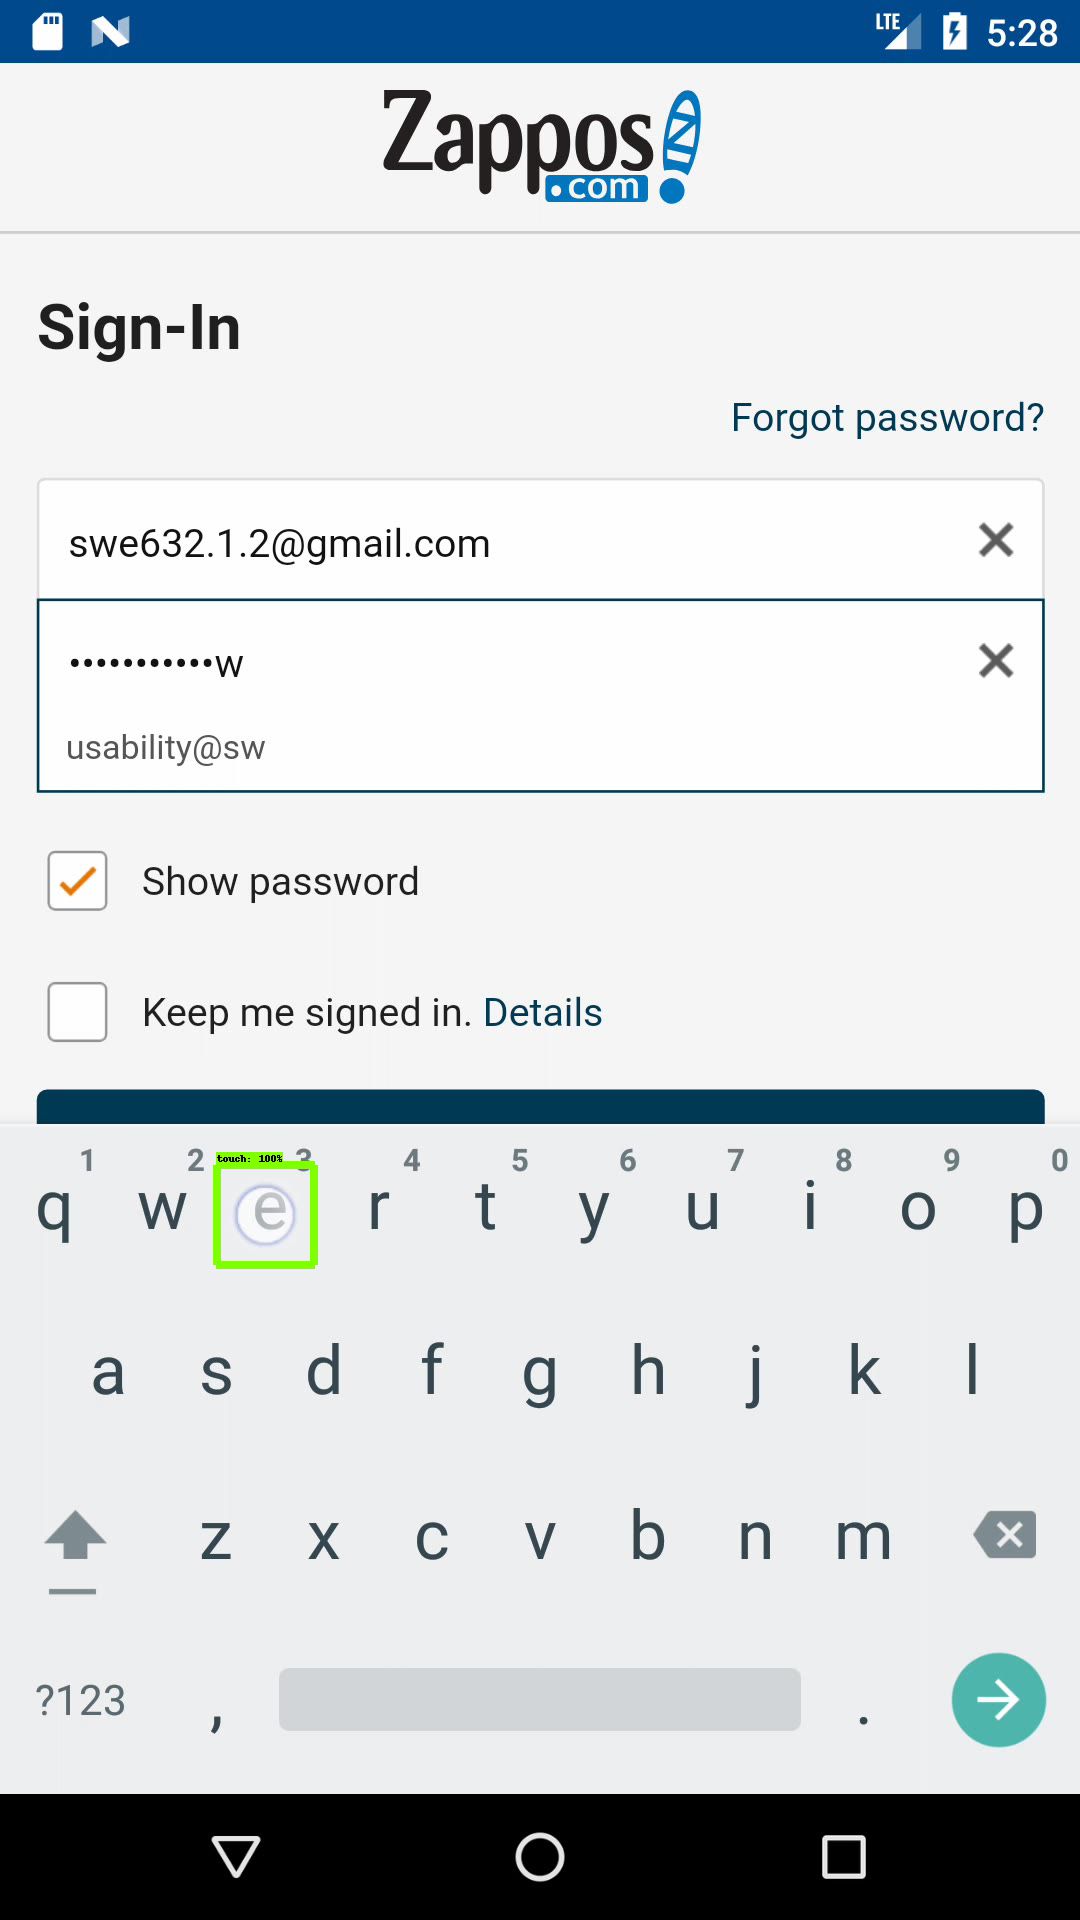 LTE 5:28
Zappos
.com
Sign-In
Forgot password?
swe632.1.2@gmail.com
•••••••••••w
usability@sw
Show password
Keep me signed in. Details
1 2 3 4 5 6 7 8 9 0
touch: 100%
q w e r t y u i o p
a s d f g h j k l
z x c v b n m
?123 , .